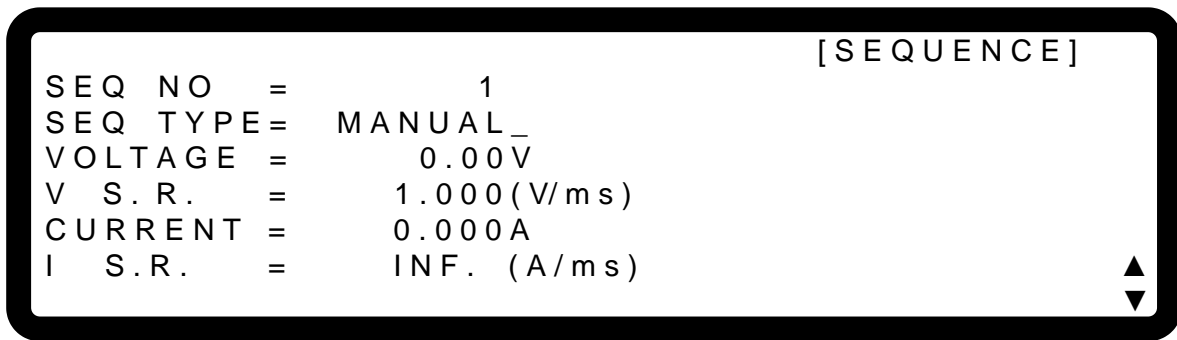 [SEQUENCE]
SEQ NO = 1
SEQ TYPE= MANUAL_
VOLTAGE = 0.00V
V S.R. = 1.000(V/ms)
CURRENT = 0.000A
I S.R. = INF. (A/ms) ▲
▼